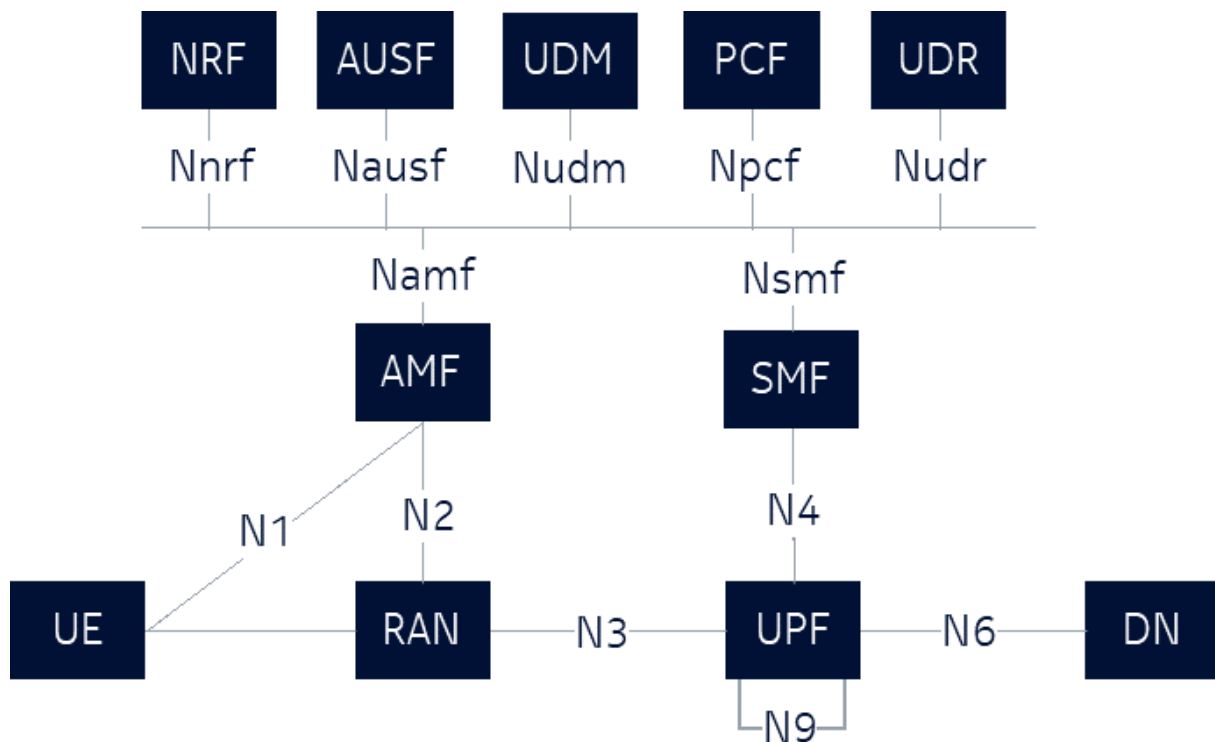 NRF AUSF UDM PCF UDR
Nnrf Nausf Nudm Npcf Nudr
Namf Nsmf
AMF SMF
N1 N2 N4
UE RAN N3 UPF N6 DN
N9